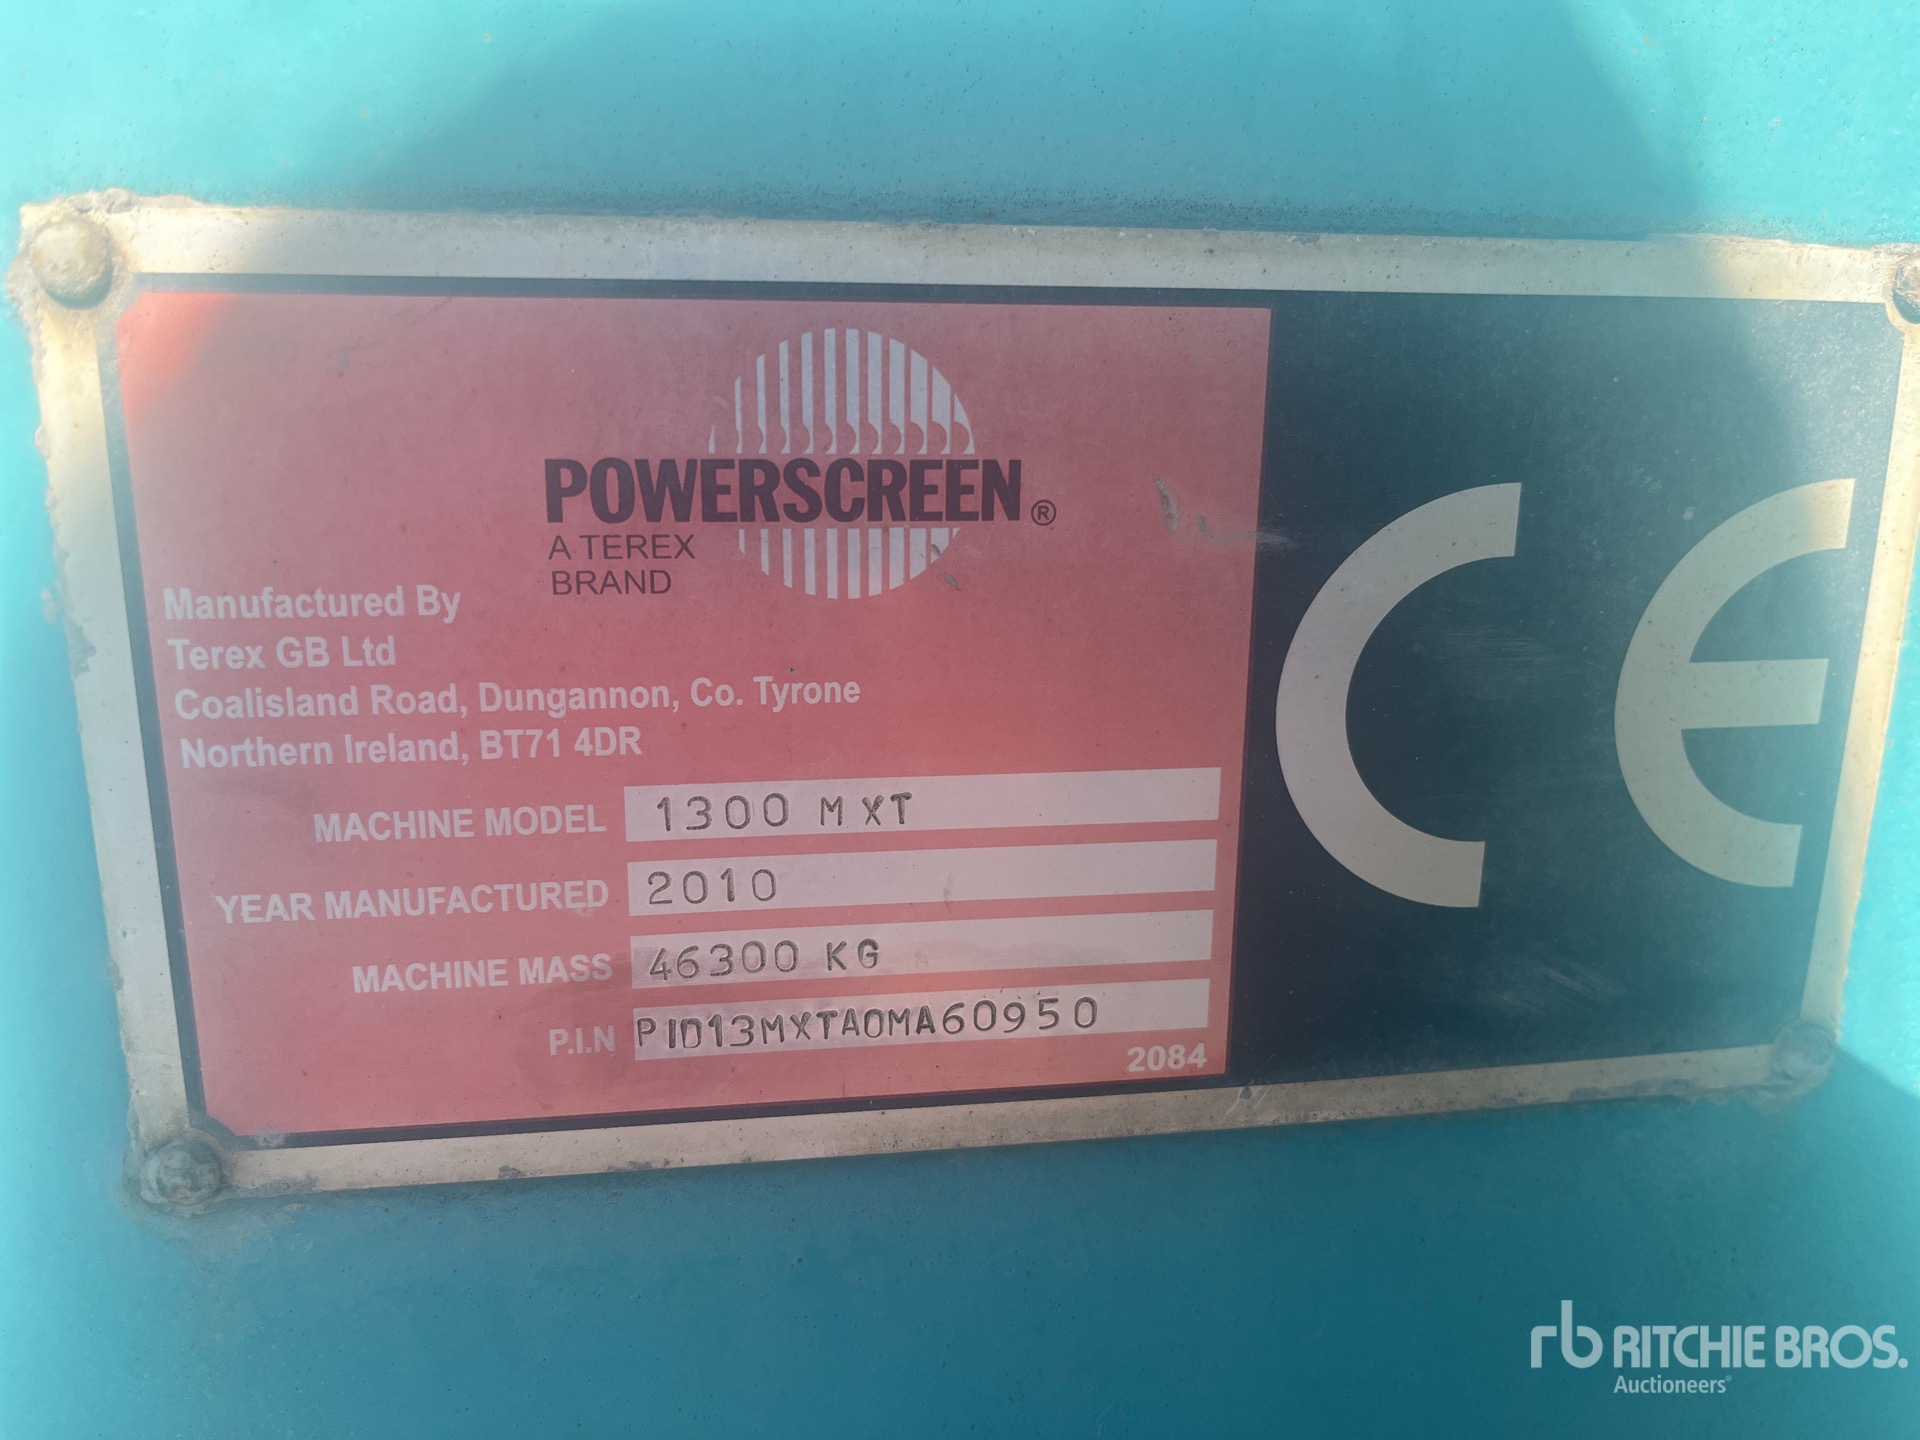 POWERSCREEN®
A TEREX
BRAND
Manufactured By
Terex GB Ltd
Coalisland Road, Dungannon, Co. Tyrone
Northern Ireland, BT71 4DR
MACHINE MODEL 1300 MXT
YEAR MANUFACTURED 2010
MACHINE MASS 46300 KG
P.I.N PID13MXTAOMA60950
2084
CE
rb RITCHIE BROS.
Auctioneers